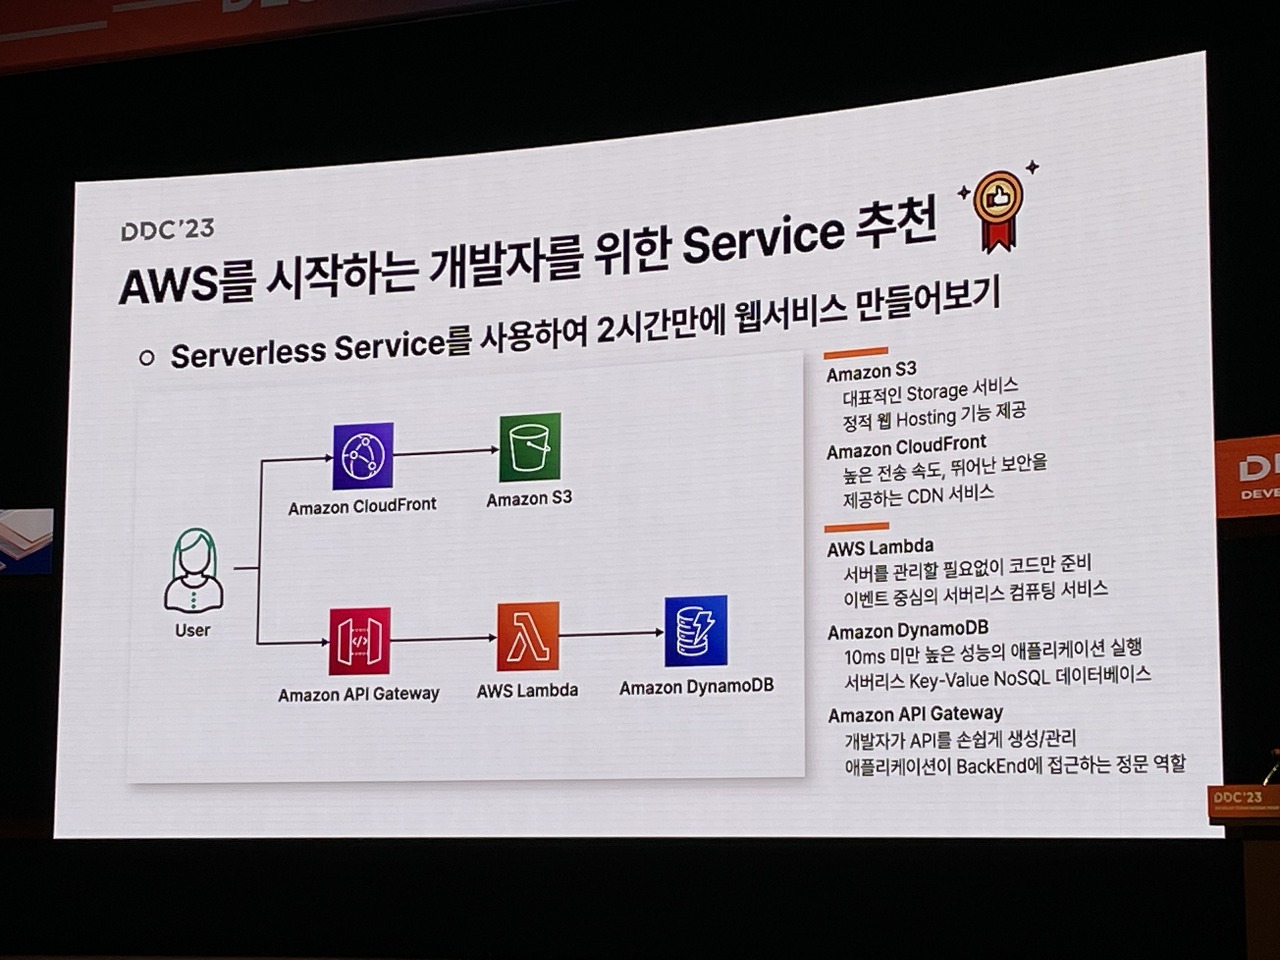 DDC'23
AWS를 시작하는 개발자를 위한 Service 추천
Serverless Service를 사용하여 2시간만에 웹서비스 만들어보기
Amazon CloudFront
Amazon S3
User
Amazon API Gateway
AWS Lambda
Amazon DynamoDB
Amazon S3
대표적인 Storage 서비스
정적 웹 Hosting 기능 제공
Amazon CloudFront
높은 전송 속도, 뛰어난 보안을
제공하는 CDN 서비스
AWS Lambda
서버를 관리할 필요없이 코드만 준비
이벤트 중심의 서버리스 컴퓨팅 서비스
Amazon DynamoDB
10ms 미만 높은 성능의 애플리케이션 실행
서버리스 Key-Value NoSQL 데이터베이스
Amazon API Gateway
개발자가 API를 손쉽게 생성/관리
애플리케이션이 BackEnd에 접근하는 정문 역할
DDC'23